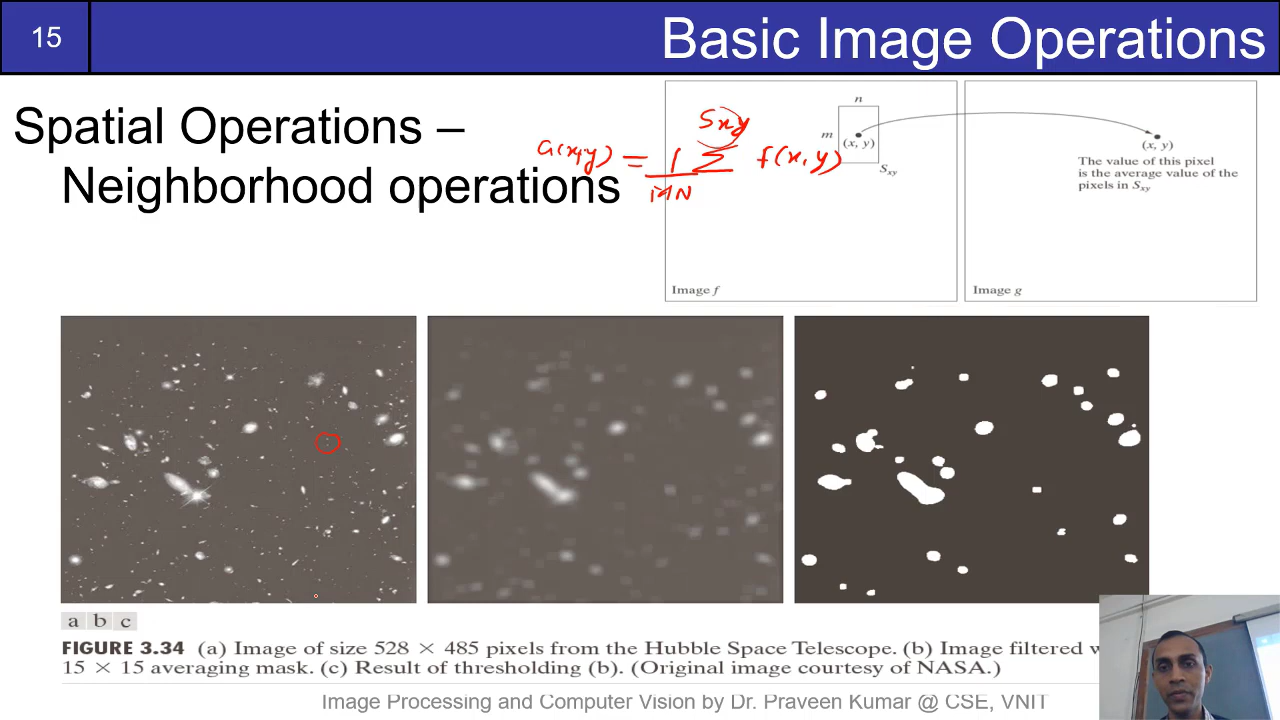 15
Basic Image Operations
Spatial Operations –
Neighborhood operations
G(x,y) = 1/MN Σ Sxy f(x,y)
n
m
(x, y)
Sxy
Image f
(x, y)
The value of this pixel
is the average value of the
pixels in Sxy
Image g
a b c
FIGURE 3.34 (a) Image of size 528 × 485 pixels from the Hubble Space Telescope. (b) Image filtered
15 × 15 averaging mask. (c) Result of thresholding (b). (Original image courtesy of NASA.)
Image Processing and Computer Vision by Dr. Praveen Kumar @ CSE, VNIT